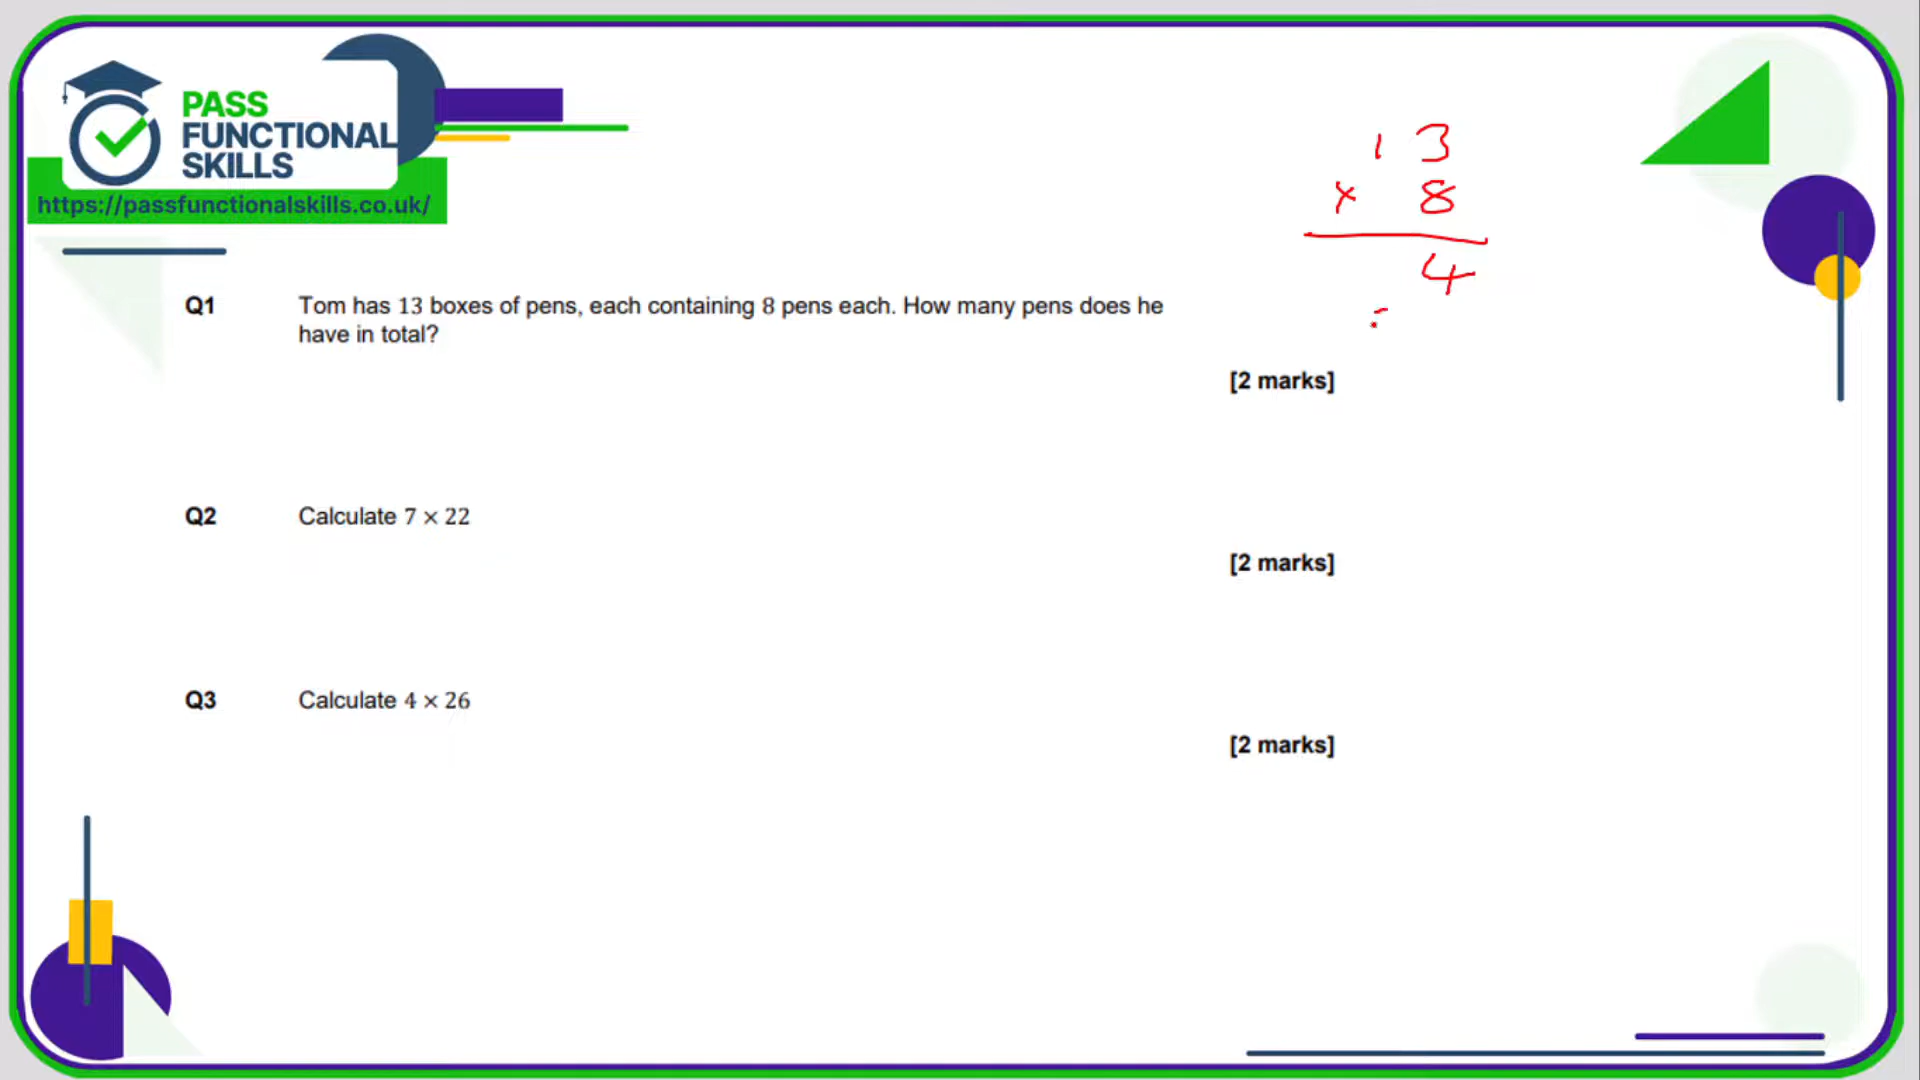 PASS
FUNCTIONAL
SKILLS
https://passfunctionalskills.co.uk/
1 3
× 8
4
Q1 Tom has 13 boxes of pens, each containing 8 pens each. How many pens does he
have in total?
[2 marks]
Q2 Calculate 7 × 22
[2 marks]
Q3 Calculate 4 × 26
[2 marks]